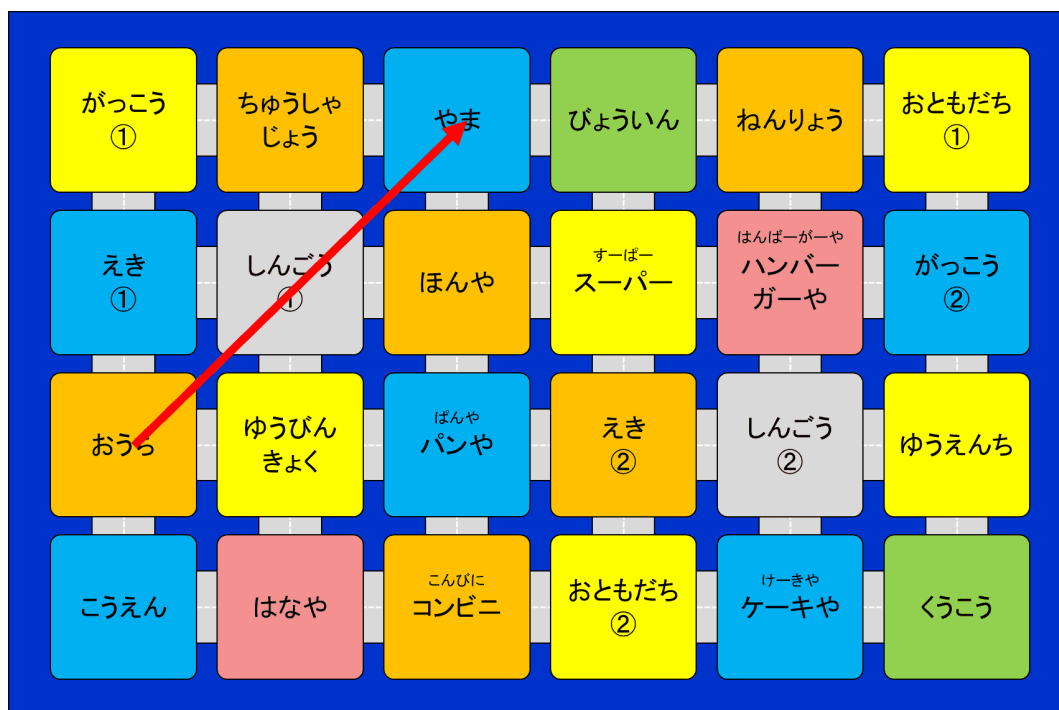 がっこう
①
ちゅうしゃ
じょう
やま
びょういん
ねんりょう
おともだち
①
えき
①
しんごう
①
ほんや
すーぱー
スーパー
はんばーがーや
ハンバー
ガーや
がっこう
②
おうち
ゆうびん
きょく
ぱんや
パンや
えき
②
しんごう
②
ゆうえんち
こうえん
はなや
こんびに
コンビニ
おともだち
②
けーきや
ケーキや
くうこう